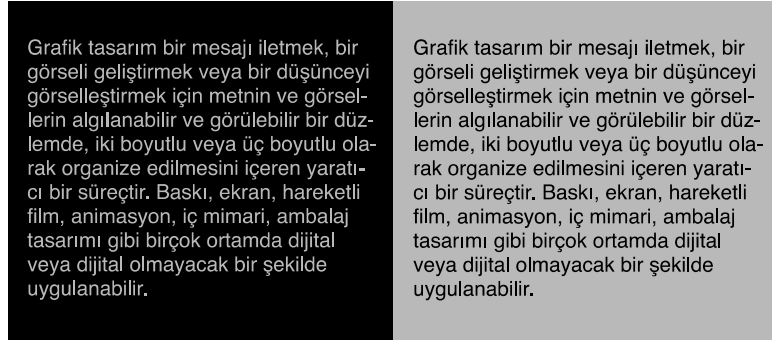 Grafik tasarım bir mesajı iletmek, bir
görseli geliştirmek veya bir düşünceyi
görselleştirmek için metnin ve görsel-
lerin algılanabilir ve görülebilir bir düz-
lemde, iki boyutlu veya üç boyutlu ola-
rak organize edilmesini içeren yaratı-
cı bir süreçtir. Baskı, ekran, hareketli
film, animasyon, iç mimari, ambalaj
tasarımı gibi birçok ortamda dijital
veya dijital olmayacak bir şekilde
uygulanabilir.
Grafik tasarım bir mesajı iletmek, bir
görseli geliştirmek veya bir düşünceyi
görselleştirmek için metnin ve görsel-
lerin algılanabilir ve görülebilir bir düz-
lemde, iki boyutlu veya üç boyutlu ola-
rak organize edilmesini içeren yaratı-
cı bir süreçtir. Baskı, ekran, hareketli
film, animasyon, iç mimari, ambalaj
tasarımı gibi birçok ortamda dijital
veya dijital olmayacak bir şekilde
uygulanabilir.